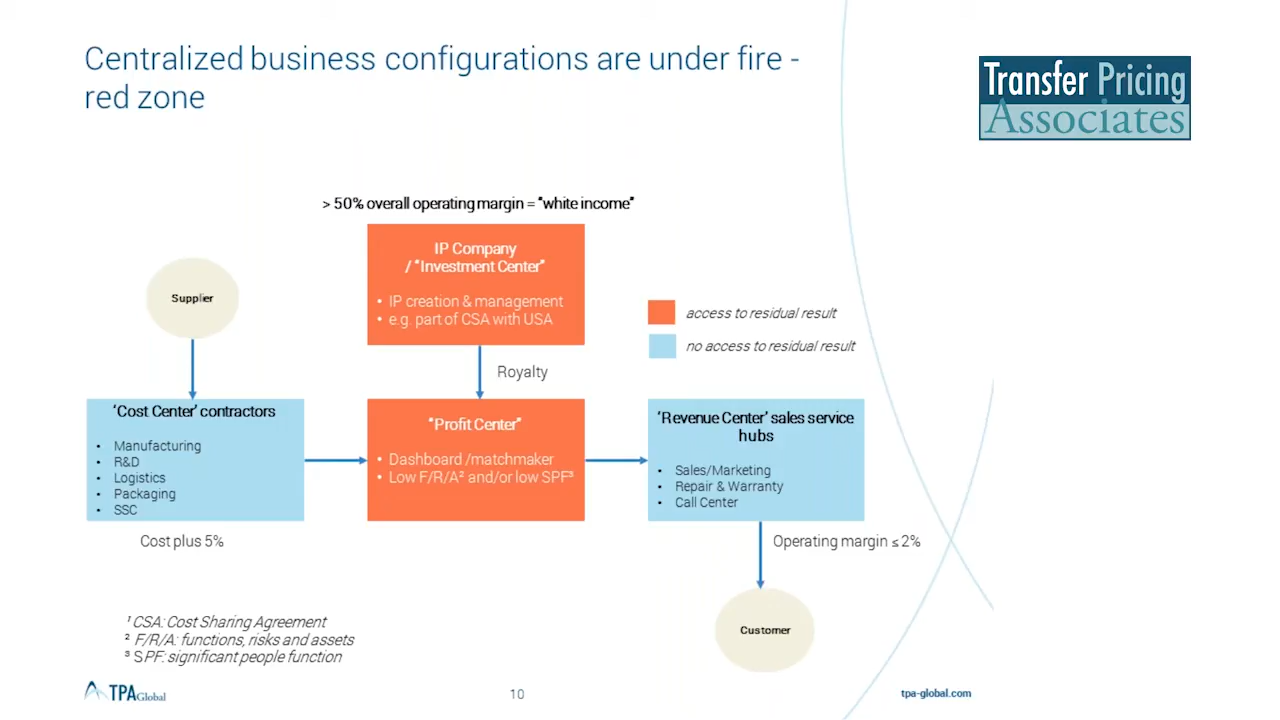 Centralized business configurations are under fire -
red zone
Transfer Pricing
Associates
> 50% overall operating margin = "white income"
IP Company
/ "Investment Center"
• IP creation & management
• e.g. part of CSA with USA
Supplier
access to residual result
no access to residual result
Royalty
'Cost Center' contractors
• Manufacturing
• R&D
• Logistics
• Packaging
• SSC
"Profit Center"
• Dashboard /matchmaker
• Low F/R/A² and/or low SPF³
'Revenue Center' sales service
hubs
• Sales/Marketing
• Repair & Warranty
• Call Center
Cost plus 5%
Operating margin ≤ 2%
Customer
¹ CSA: Cost Sharing Agreement
² F/R/A: functions, risks and assets
³ SPF: significant people function
TPA Global
10
tpa-global.com